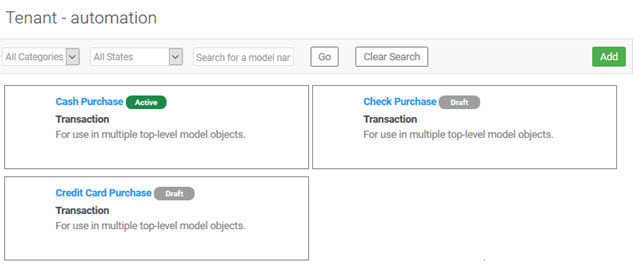 Tenant - automation
All Categories All States Search for a model nar Go Clear Search Add
Cash Purchase Active
Transaction
For use in multiple top-level model objects.
Check Purchase Draft
Transaction
For use in multiple top-level model objects.
Credit Card Purchase Draft
Transaction
For use in multiple top-level model objects.